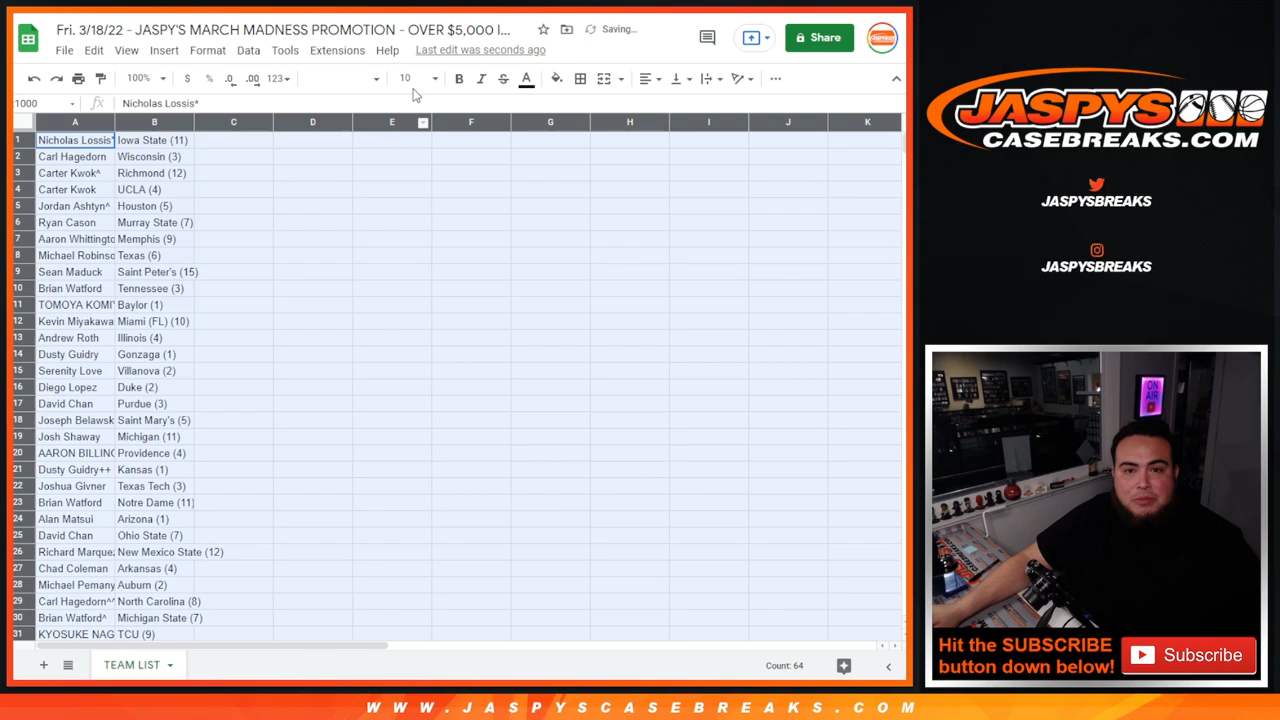 Fri. 3/18/22 - JASPY'S MARCH MADNESS PROMOTION - OVER $5,000 I...
Saving...
File Edit View Insert Format Data Tools Extensions Help Last edit was seconds ago
Share
100% $ % .0 .00 123 10 B I S A
1000 fx Nicholas Lossis*
A B C D E F G H I J K
1 Nicholas Lossis* Iowa State (11)
2 Carl Hagedorn Wisconsin (3)
3 Carter Kwok^ Richmond (12)
4 Carter Kwok UCLA (4)
5 Jordan Ashtyn^ Houston (5)
6 Ryan Cason Murray State (7)
7 Aaron Whittingto Memphis (9)
8 Michael Robinso Texas (6)
9 Sean Maduck Saint Peter's (15)
10 Brian Watford Tennessee (3)
11 TOMOYA KOMI Baylor (1)
12 Kevin Miyakawa Miami (FL) (10)
13 Andrew Roth Illinois (4)
14 Dusty Guidry Gonzaga (1)
15 Serenity Love Villanova (2)
16 Diego Lopez Duke (2)
17 David Chan Purdue (3)
18 Joseph Belawsk Saint Mary's (5)
19 Josh Shaway Michigan (11)
20 AARON BILLING Providence (4)
21 Dusty Guidry++ Kansas (1)
22 Joshua Givner Texas Tech (3)
23 Brian Watford Notre Dame (11)
24 Alan Matsui Arizona (1)
25 David Chan Ohio State (7)
26 Richard Marquez New Mexico State (12)
27 Chad Coleman Arkansas (4)
28 Michael Pemany Auburn (2)
29 Carl Hagedorn^^ North Carolina (8)
30 Brian Watford^ Michigan State (7)
31 KYOSUKE NAG TCU (9)
TEAM LIST
Count: 64
JASPYS
CASEBREAKS.COM
JASPYSBREAKS
JASPYSBREAKS
ON
AIR
Hit the SUBSCRIBE
button down below!
Subscribe
WWW.JASPYSCASEBREAKS.COM